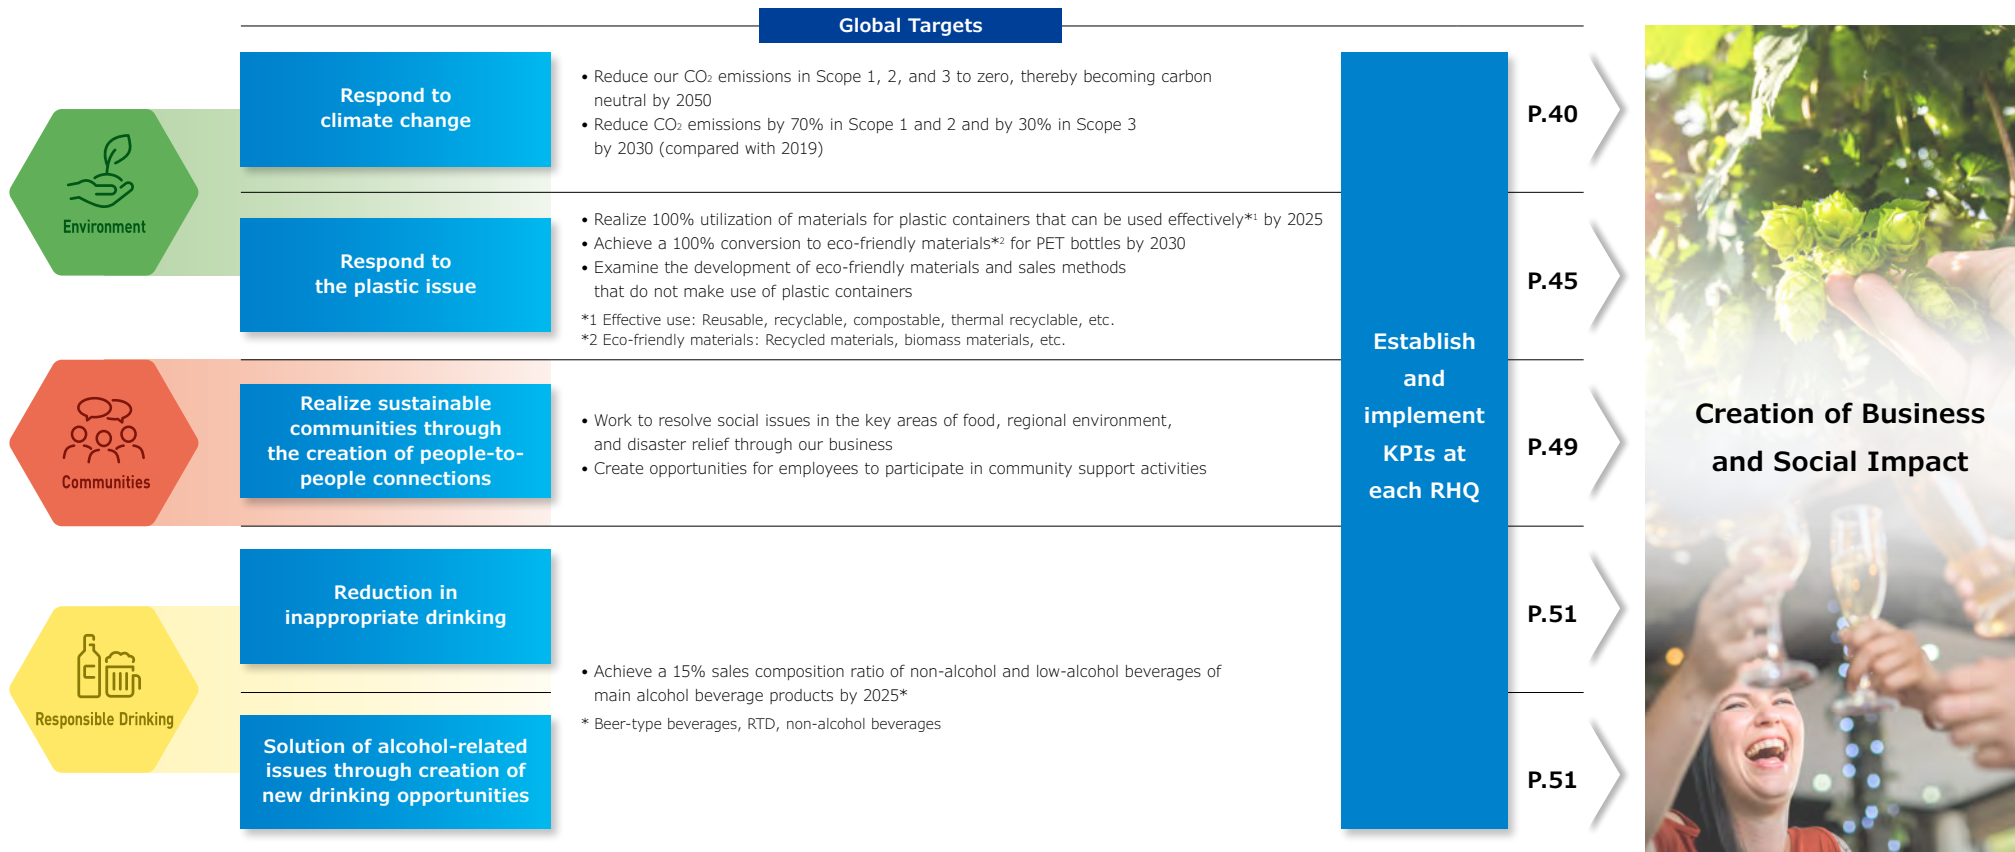 Global Targets
Environment
Respond to
climate change
• Reduce our CO₂ emissions in Scope 1, 2, and 3 to zero, thereby becoming carbon
neutral by 2050
• Reduce CO₂ emissions by 70% in Scope 1 and 2 and by 30% in Scope 3
by 2030 (compared with 2019)
P.40
Respond to
the plastic issue
• Realize 100% utilization of materials for plastic containers that can be used effectively*¹ by 2025
• Achieve a 100% conversion to eco-friendly materials*² for PET bottles by 2030
• Examine the development of eco-friendly materials and sales methods
that do not make use of plastic containers
*1 Effective use: Reusable, recyclable, compostable, thermal recyclable, etc.
*2 Eco-friendly materials: Recycled materials, biomass materials, etc.
P.45
Communities
Realize sustainable
communities through
the creation of people-to-
people connections
• Work to resolve social issues in the key areas of food, regional environment,
and disaster relief through our business
• Create opportunities for employees to participate in community support activities
P.49
Responsible Drinking
Reduction in
inappropriate drinking
P.51
Solution of alcohol-related
issues through creation of
new drinking opportunities
• Achieve a 15% sales composition ratio of non-alcohol and low-alcohol beverages of
main alcohol beverage products by 2025*
* Beer-type beverages, RTD, non-alcohol beverages
P.51
Establish
and
implement
KPIs at
each RHQ
Creation of Business
and Social Impact